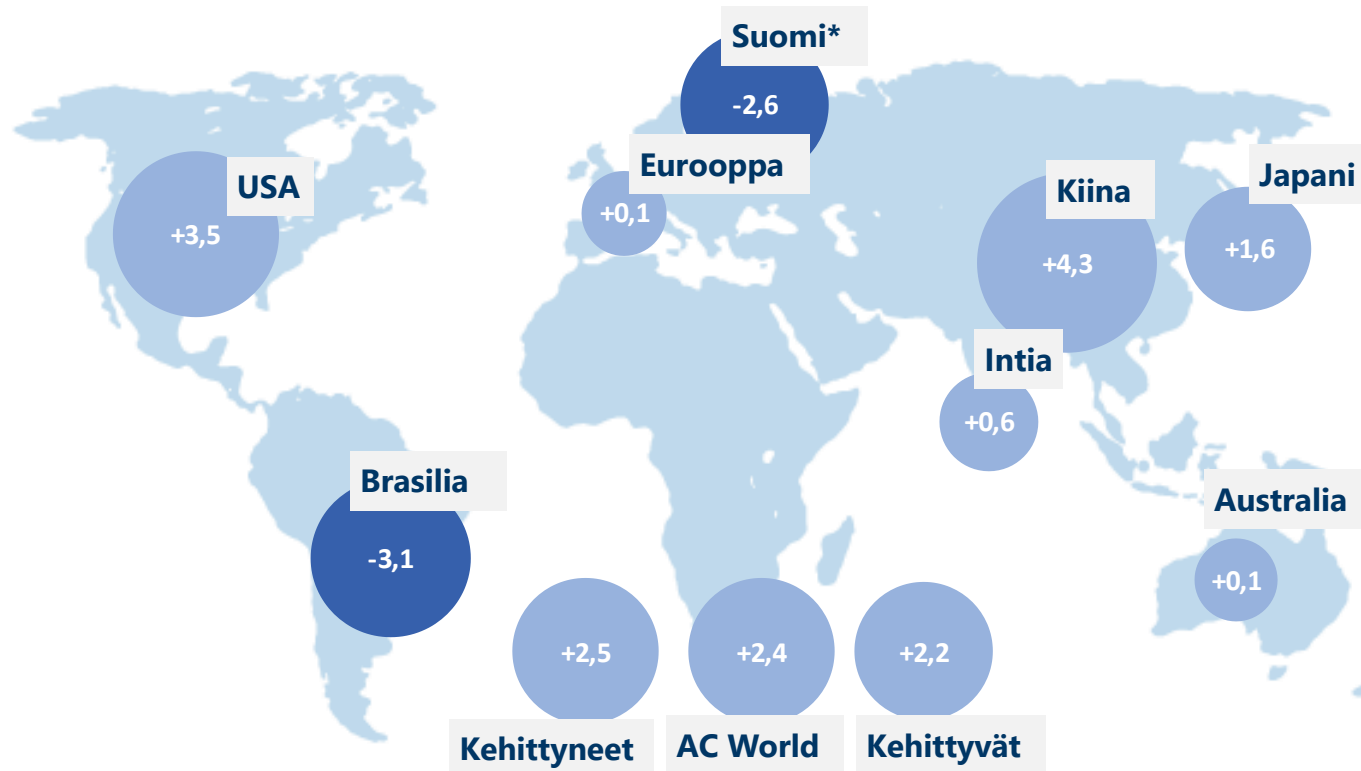 Suomi*
-2,6
Eurooppa
+0,1
USA
+3,5
Kiina
+4,3
Japani
+1,6
Intia
+0,6
Brasilia
-3,1
Australia
+0,1
+2,5
Kehittyneet
+2,4
AC World
+2,2
Kehittyvät